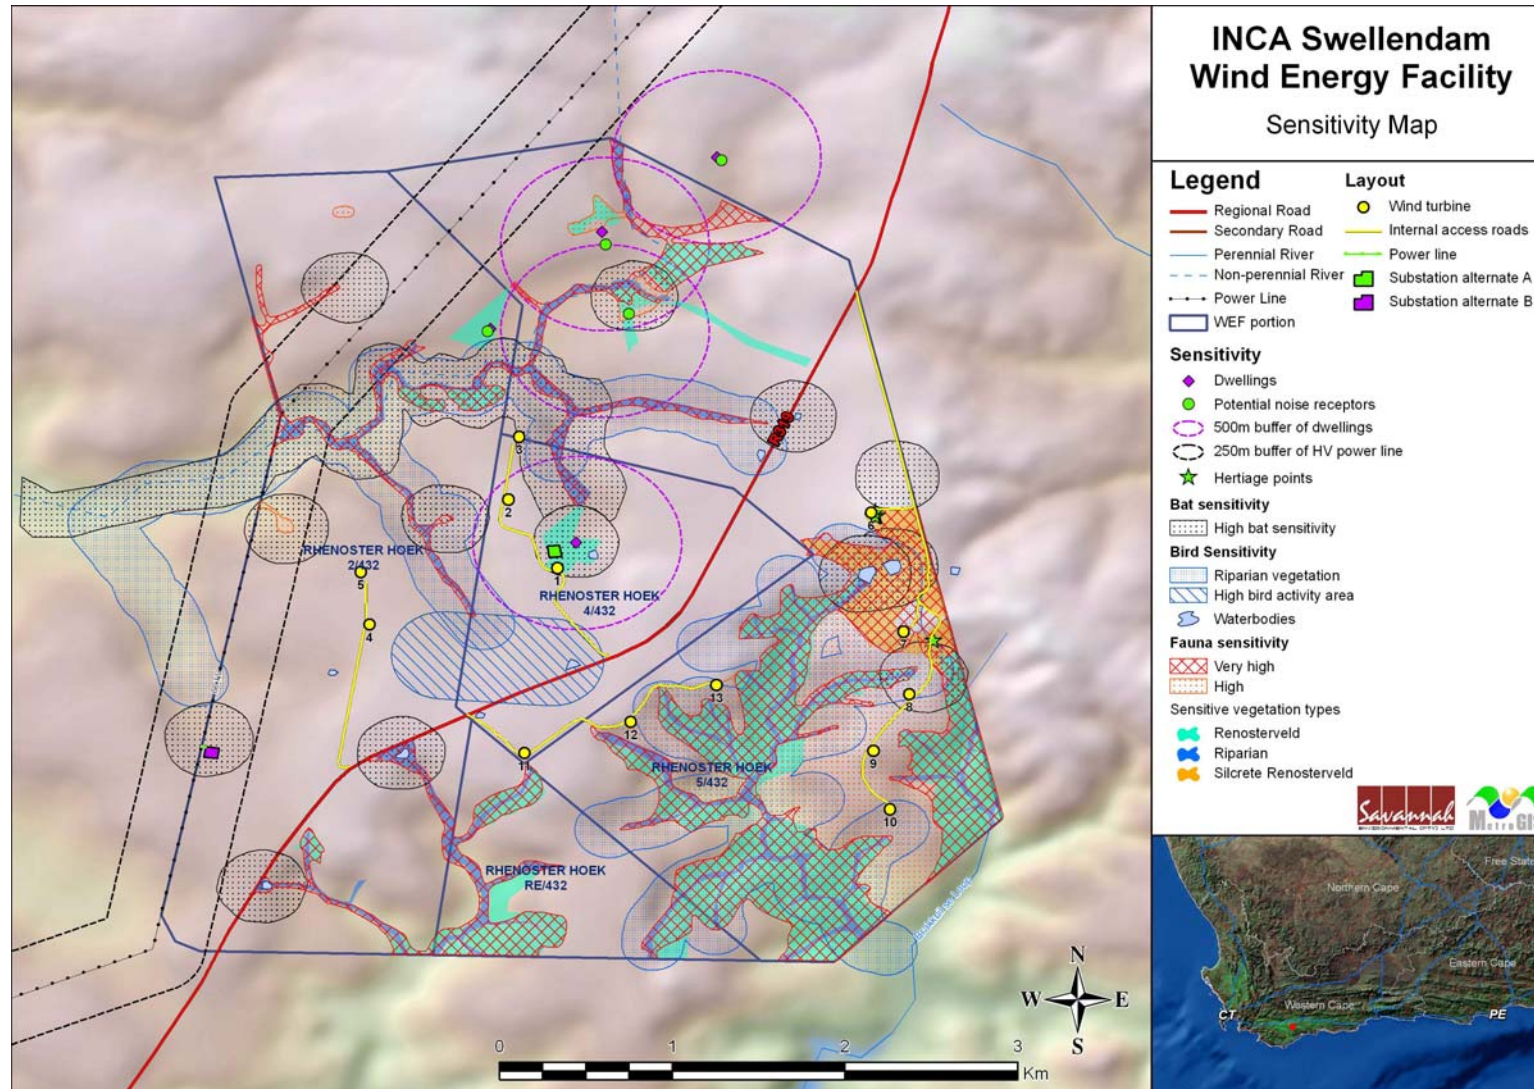 INCA Swellendam
Wind Energy Facility
Sensitivity Map
Legend
Regional Road
Secondary Road
Perennial River
Non-perennial River
Power Line
WEF portion
Layout
Wind turbine
Internal access roads
Power line
Substation alternate A
Substation alternate B
Sensitivity
Dwellings
Potential noise receptors
500m buffer of dwellings
250m buffer of HV power line
Hertiage points
Bat sensitivity
High bat sensitivity
Bird Sensitivity
Riparian vegetation
High bird activity area
Waterbodies
Fauna sensitivity
Very high
High
Sensitive vegetation types
Renosterveld
Riparian
Silcrete Renosterveld
Savannah
ENVIRONMENTAL (PTY) LTD
MetroGIS
Free State
Northern Cape
Eastern Cape
Western Cape
CT
PE
R319
3
2
6
RHENOSTER HOEK
2/432
5
1
RHENOSTER HOEK
4/432
4
7
13
8
12
11
9
RHENOSTER HOEK
5/432
10
RHENOSTER HOEK
RE/432
N
W
E
S
0
1
2
3
Km